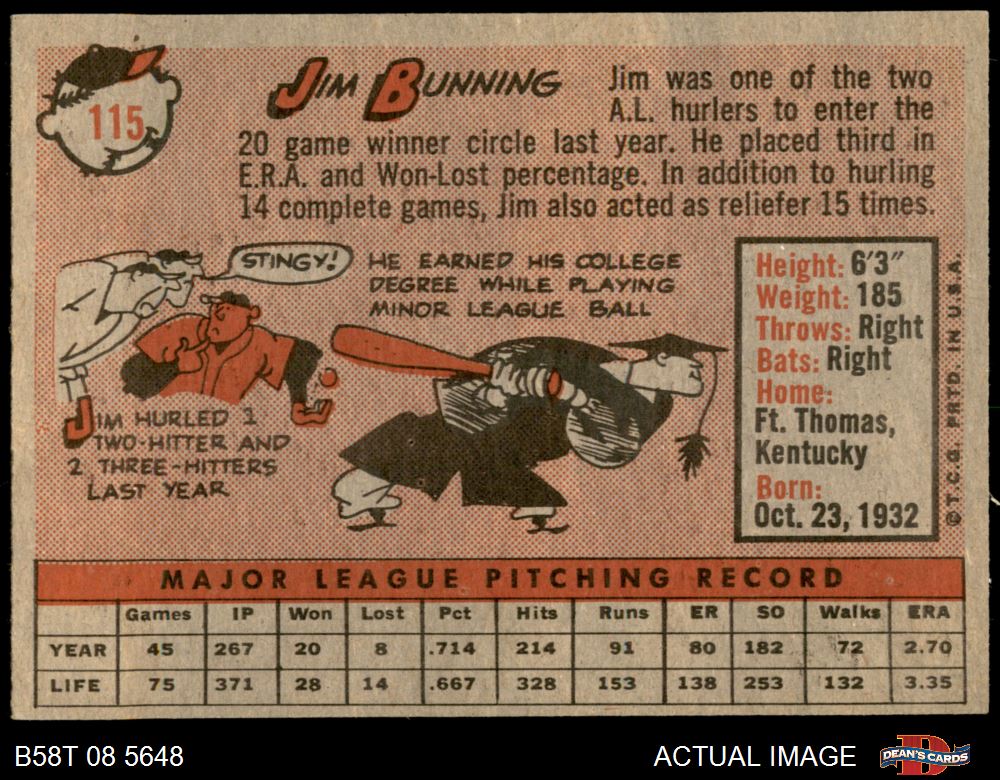 115
JIM BUNNING
Jim was one of the two
A.L. hurlers to enter the
20 game winner circle last year. He placed third in
E.R.A. and Won-Lost percentage. In addition to hurling
14 complete games, Jim also acted as reliefer 15 times.
STINGY!
HE EARNED HIS COLLEGE
DEGREE WHILE PLAYING
MINOR LEAGUE BALL
JIM HURLED 1
TWO-HITTER AND
2 THREE-HITTERS
LAST YEAR
Height: 6'3"
Weight: 185
Throws: Right
Bats: Right
Home:
Ft. Thomas,
Kentucky
Born:
Oct. 23, 1932
© T.C.G. PRTD. IN U.S.A.
MAJOR LEAGUE PITCHING RECORD
Games IP Won Lost Pct Hits Runs ER SO Walks ERA
YEAR 45 267 20 8 .714 214 91 80 182 72 2.70
LIFE 75 371 28 14 .667 328 153 138 253 132 3.35
B58T 08 5648
ACTUAL IMAGE
DEAN'S CARDS